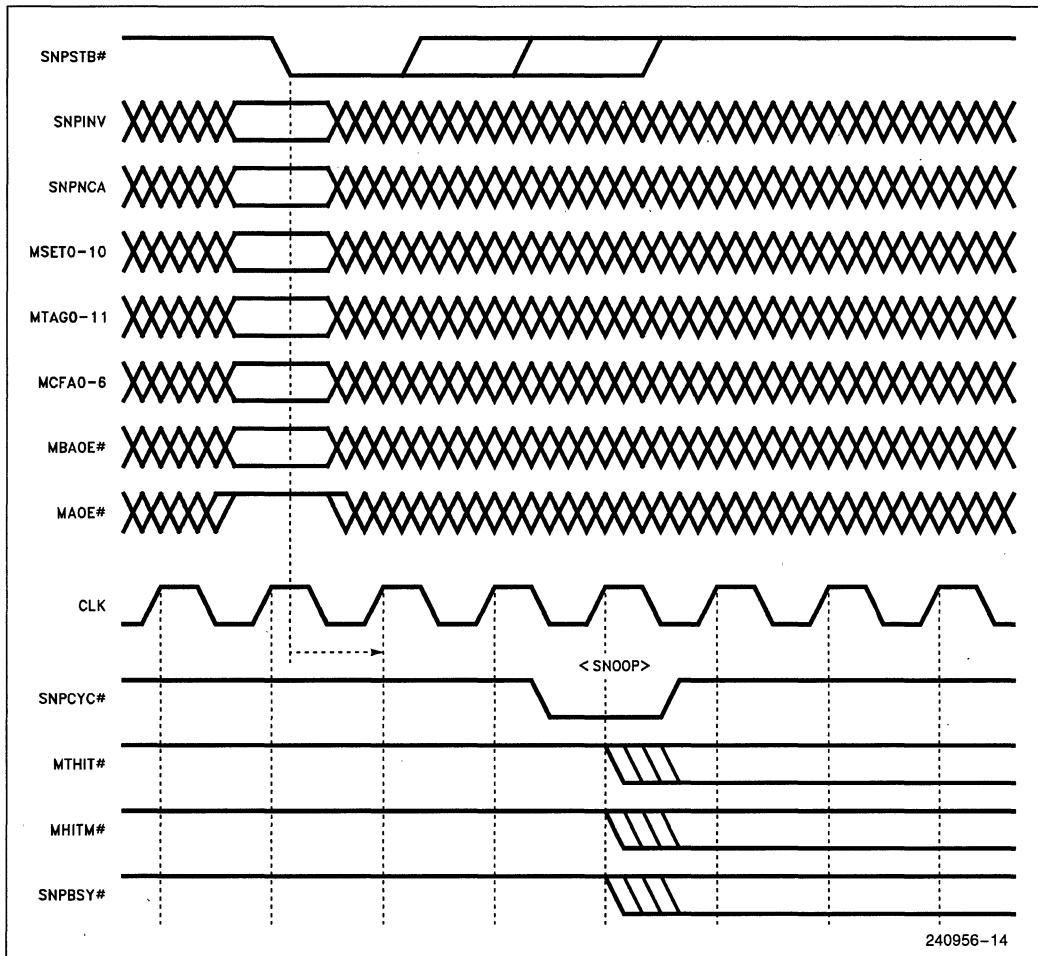 SNPSTB#
SNPINV
SNPNCA
MSET0-10
MTAG0-11
MCFA0-6
MBAOE#
MAOE#
CLK
<SNOOP>
SNPCYC#
MTHIT#
MHITM#
SNPBSY#
240956-14